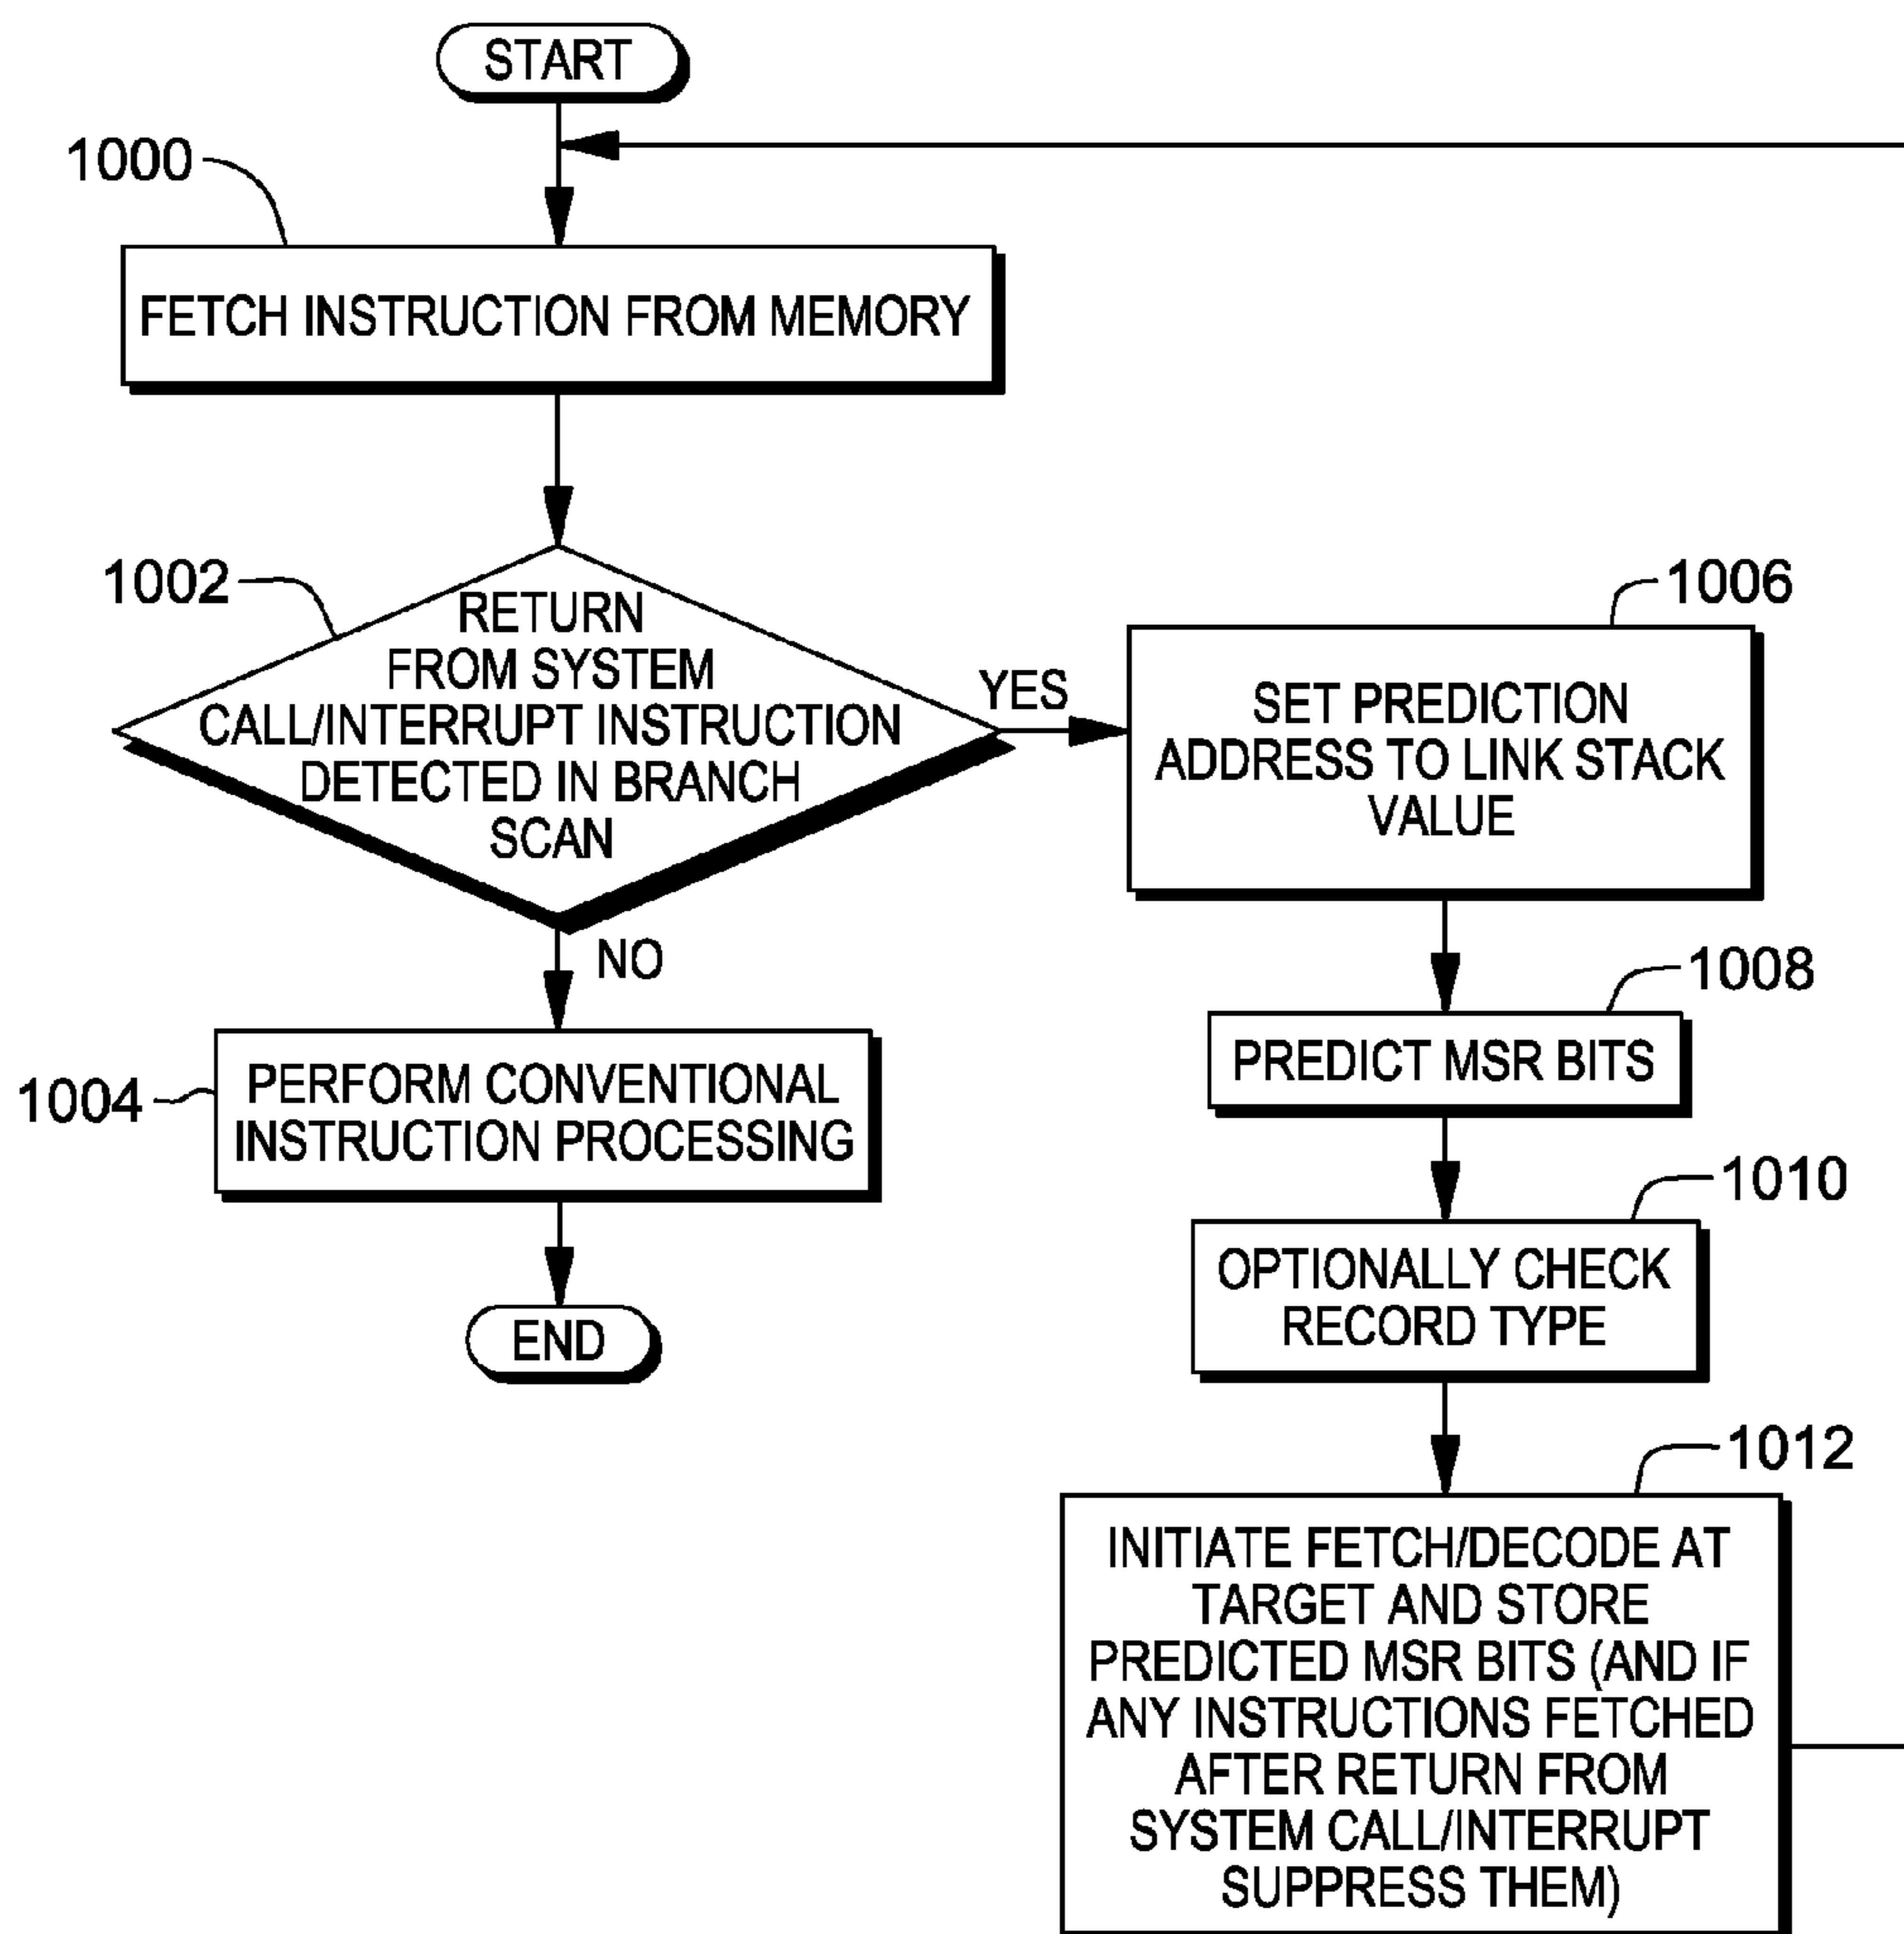 START
1000
FETCH INSTRUCTION FROM MEMORY
1002
RETURN
FROM SYSTEM
CALL/INTERRUPT INSTRUCTION
DETECTED IN BRANCH
SCAN
YES
NO
1004
PERFORM CONVENTIONAL
INSTRUCTION PROCESSING
END
1006
SET PREDICTION
ADDRESS TO LINK STACK
VALUE
1008
PREDICT MSR BITS
1010
OPTIONALLY CHECK
RECORD TYPE
1012
INITIATE FETCH/DECODE AT
TARGET AND STORE
PREDICTED MSR BITS (AND IF
ANY INSTRUCTIONS FETCHED
AFTER RETURN FROM
SYSTEM CALL/INTERRUPT
SUPPRESS THEM)